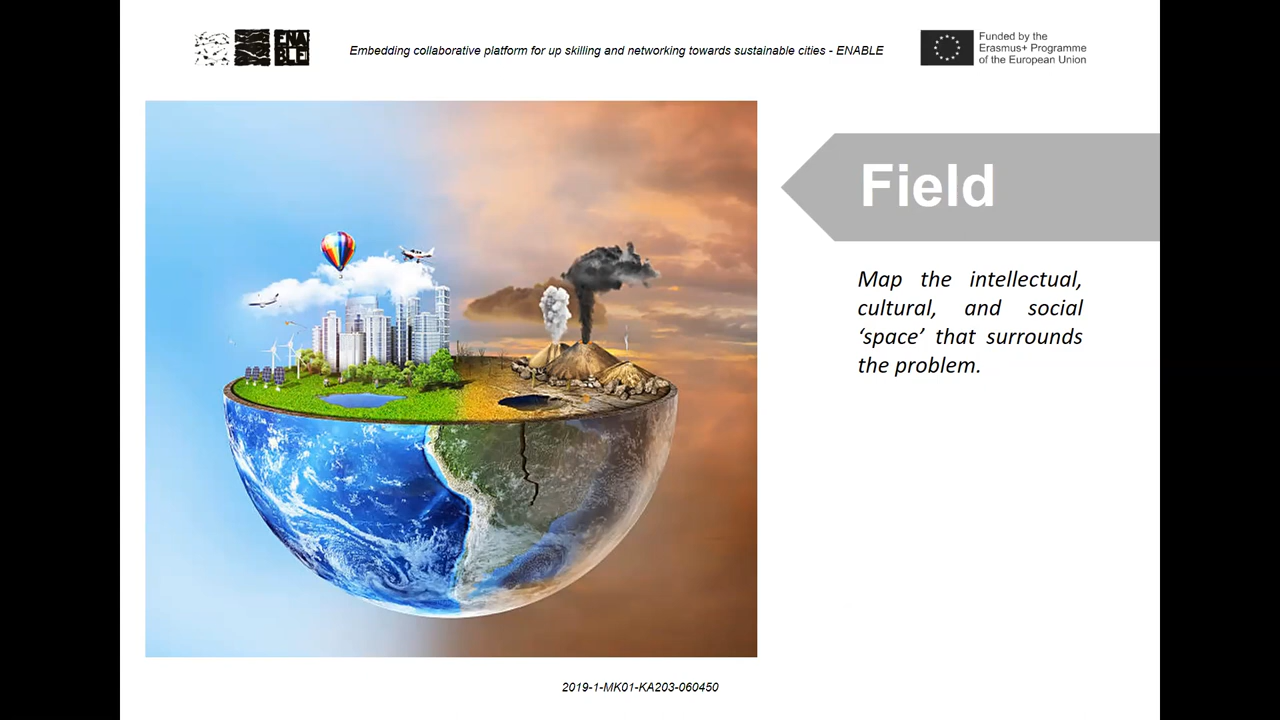 ENA
BLE
Embedding collaborative platform for up skilling and networking towards sustainable cities - ENABLE
Funded by the
Erasmus+ Programme
of the European Union
Field
Map the intellectual,
cultural, and social
‘space’ that surrounds
the problem.
2019-1-MK01-KA203-060450